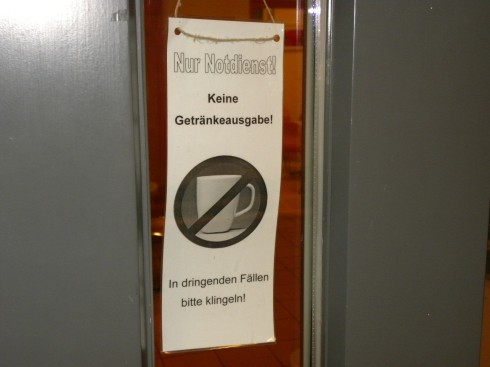 Nur Notdienst!
Keine
Getränkeausgabe!
In dringenden Fällen
bitte klingeln!